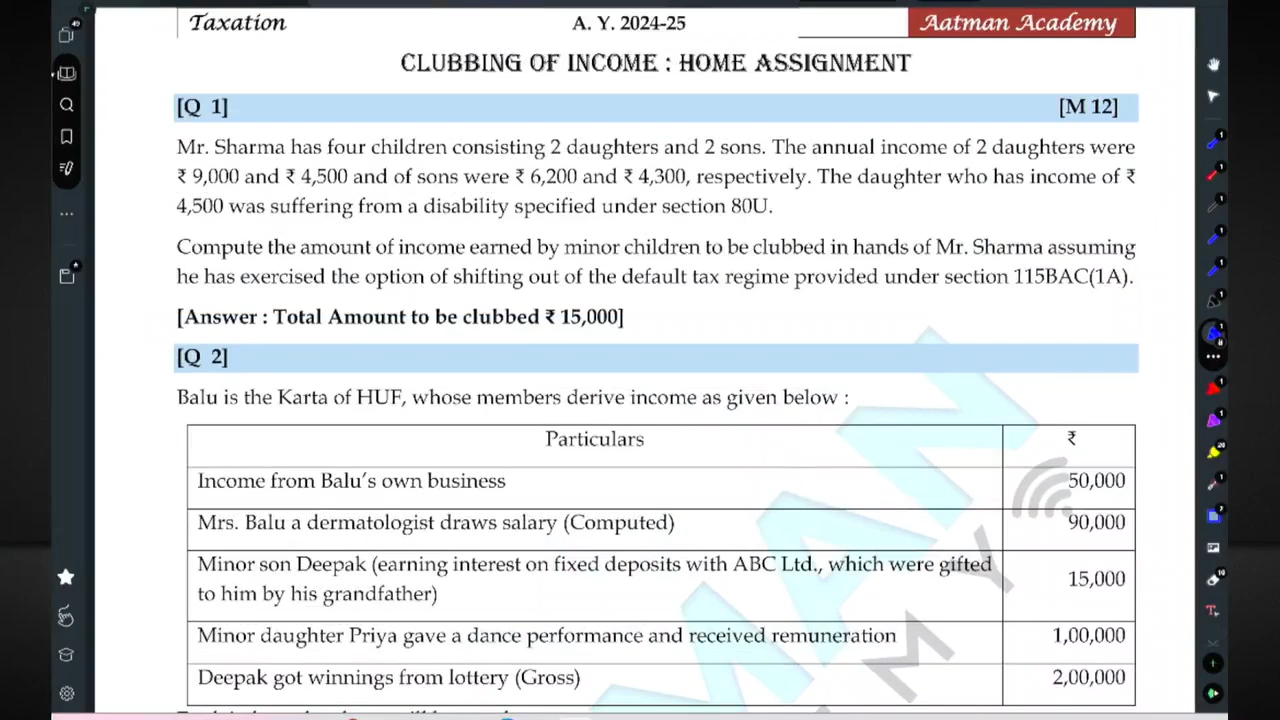 Taxation A. Y. 2024-25 Aatman Academy
CLUBBING OF INCOME : HOME ASSIGNMENT
[Q 1] [M 12]
Mr. Sharma has four children consisting 2 daughters and 2 sons. The annual income of 2 daughters were
₹ 9,000 and ₹ 4,500 and of sons were ₹ 6,200 and ₹ 4,300, respectively. The daughter who has income of ₹
4,500 was suffering from a disability specified under section 80U.
Compute the amount of income earned by minor children to be clubbed in hands of Mr. Sharma assuming
he has exercised the option of shifting out of the default tax regime provided under section 115BAC(1A).
[Answer : Total Amount to be clubbed ₹ 15,000]
[Q 2]
Balu is the Karta of HUF, whose members derive income as given below :
Particulars ₹
Income from Balu's own business 50,000
Mrs. Balu a dermatologist draws salary (Computed) 90,000
Minor son Deepak (earning interest on fixed deposits with ABC Ltd., which were gifted
to him by his grandfather) 15,000
Minor daughter Priya gave a dance performance and received remuneration 1,00,000
Deepak got winnings from lottery (Gross) 2,00,000